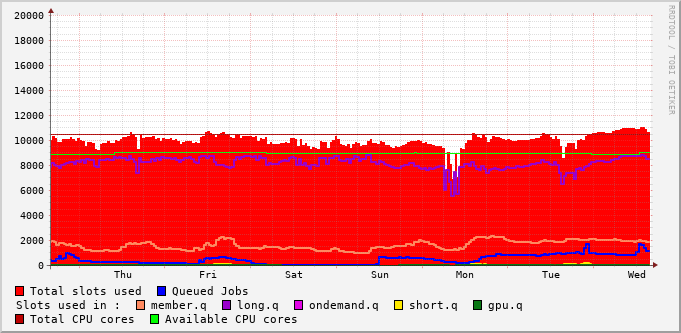 20000
18000
16000
14000
12000
10000
8000
6000
4000
2000
0
Thu Fri Sat Sun Mon Tue Wed
RRDTOOL / TOBI OETIKER
Total slots used Queued Jobs
Slots used in : member.q long.q ondemand.q short.q gpu.q
Total CPU cores Available CPU cores